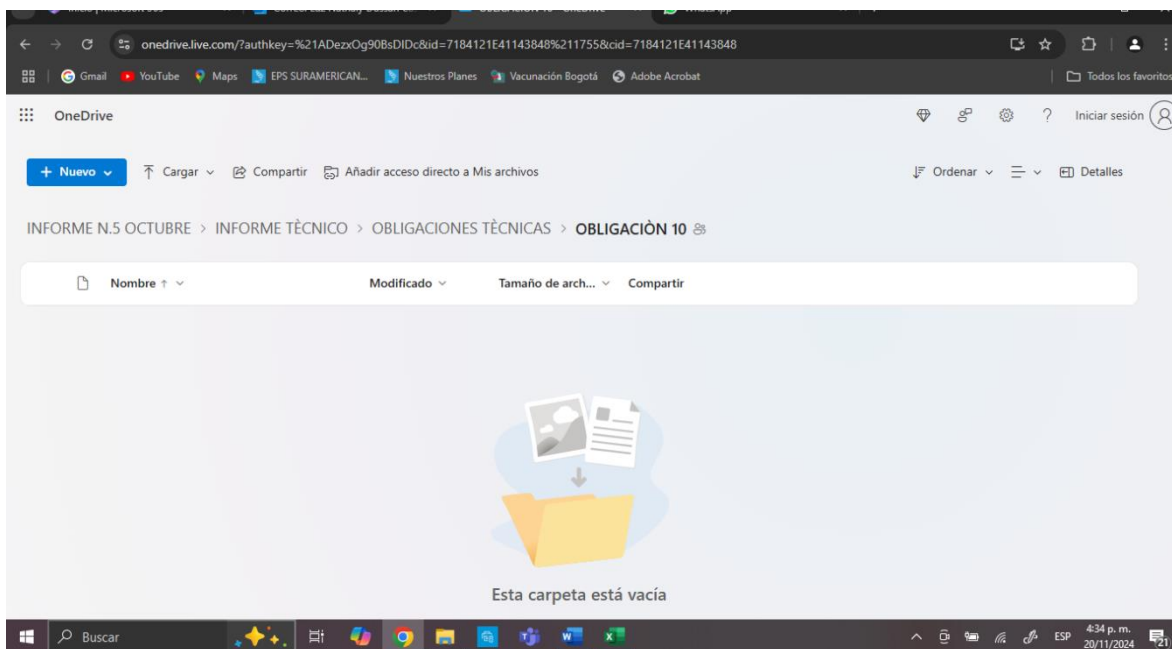 onedrive.live.com/?authkey=%21ADezxOg90BsDIDc&id=7184121E41143848%211755&cid=7184121E41143848
Gmail YouTube Maps EPS SURAMERICAN... Nuestros Planes Vacunación Bogotá Adobe Acrobat Todos los favoritos
OneDrive Iniciar sesión
+ Nuevo Cargar Compartir Añadir acceso directo a Mis archivos Ordenar Detalles
INFORME N.5 OCTUBRE > INFORME TÈCNICO > OBLIGACIONES TÈCNICAS > OBLIGACIÒN 10
Nombre ↑ Modificado Tamaño de arch... Compartir
Esta carpeta está vacía
Buscar ESP 4:34 p. m.
20/11/2024 21